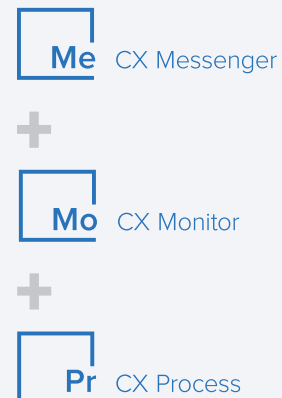 Me CX Messenger
+
Mo CX Monitor
+
Pr CX Process